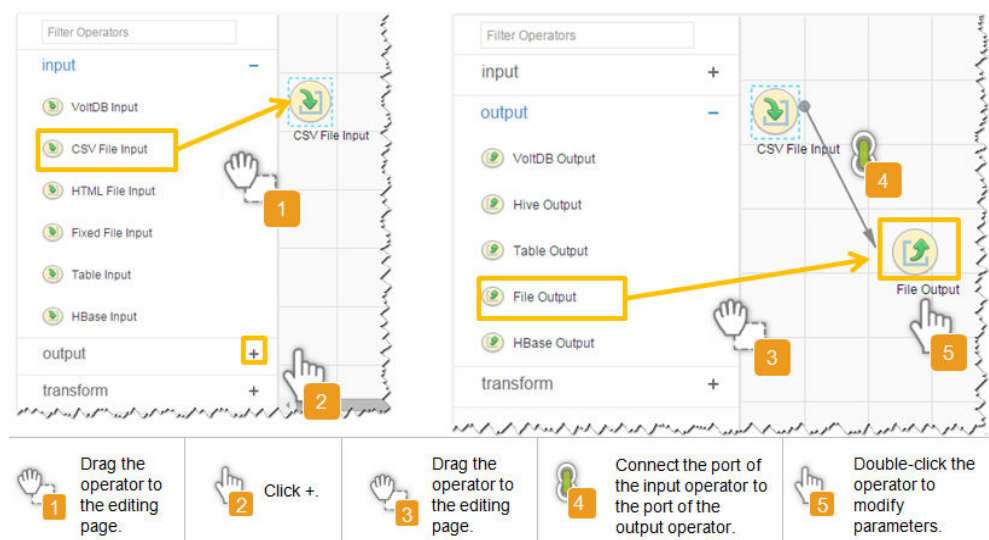 Filter Operators
input −
VoltDB Input
CSV File Input
HTML File Input
Fixed File Input
Table Input
HBase Input
output +
transform +
CSV File Input
1
2
Filter Operators
input +
output −
VoltDB Output
Hive Output
Table Output
File Output
HBase Output
transform +
CSV File Input
4
File Output
3
5
1
Drag the
operator to
the editing
page.
2
Click +.
3
Drag the
operator to
the editing
page.
4
Connect the port of
the input operator to
the port of the
output operator.
5
Double-click the
operator to
modify
parameters.